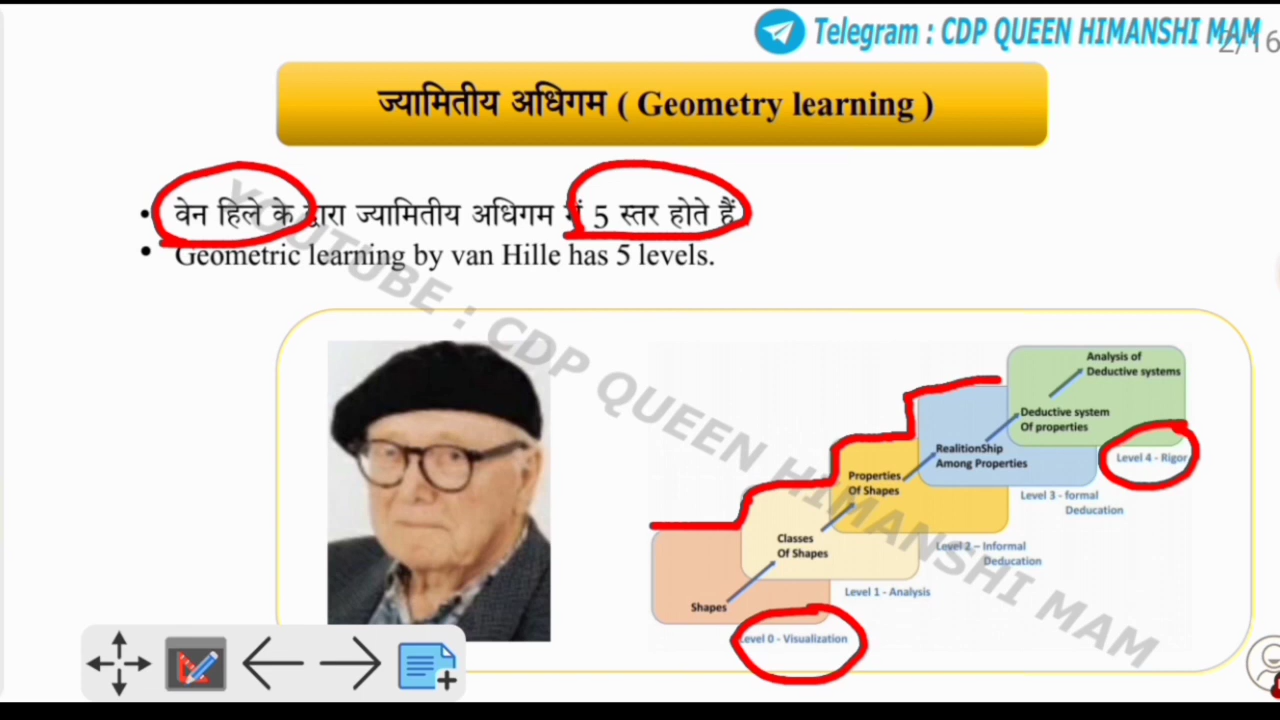 Telegram : CDP QUEEN HIMANSHI MAM
2/16
ज्यामितीय अधिगम ( Geometry learning )
• वेन हिले के द्वारा ज्यामितीय अधिगम में 5 स्तर होते हैं
• Geometric learning by van Hille has 5 levels.
YOUTUBE : CDP QUEEN HIMANSHI MAM
Analysis of
Deductive systems
Deductive system
Of properties
Level 4 - Rigor
RealitionShip
Among Properties
Level 3 - formal
Deducation
Properties
Of Shapes
Level 2 – Informal
Deducation
Classes
Of Shapes
Level 1 - Analysis
Shapes
Level 0 - Visualization